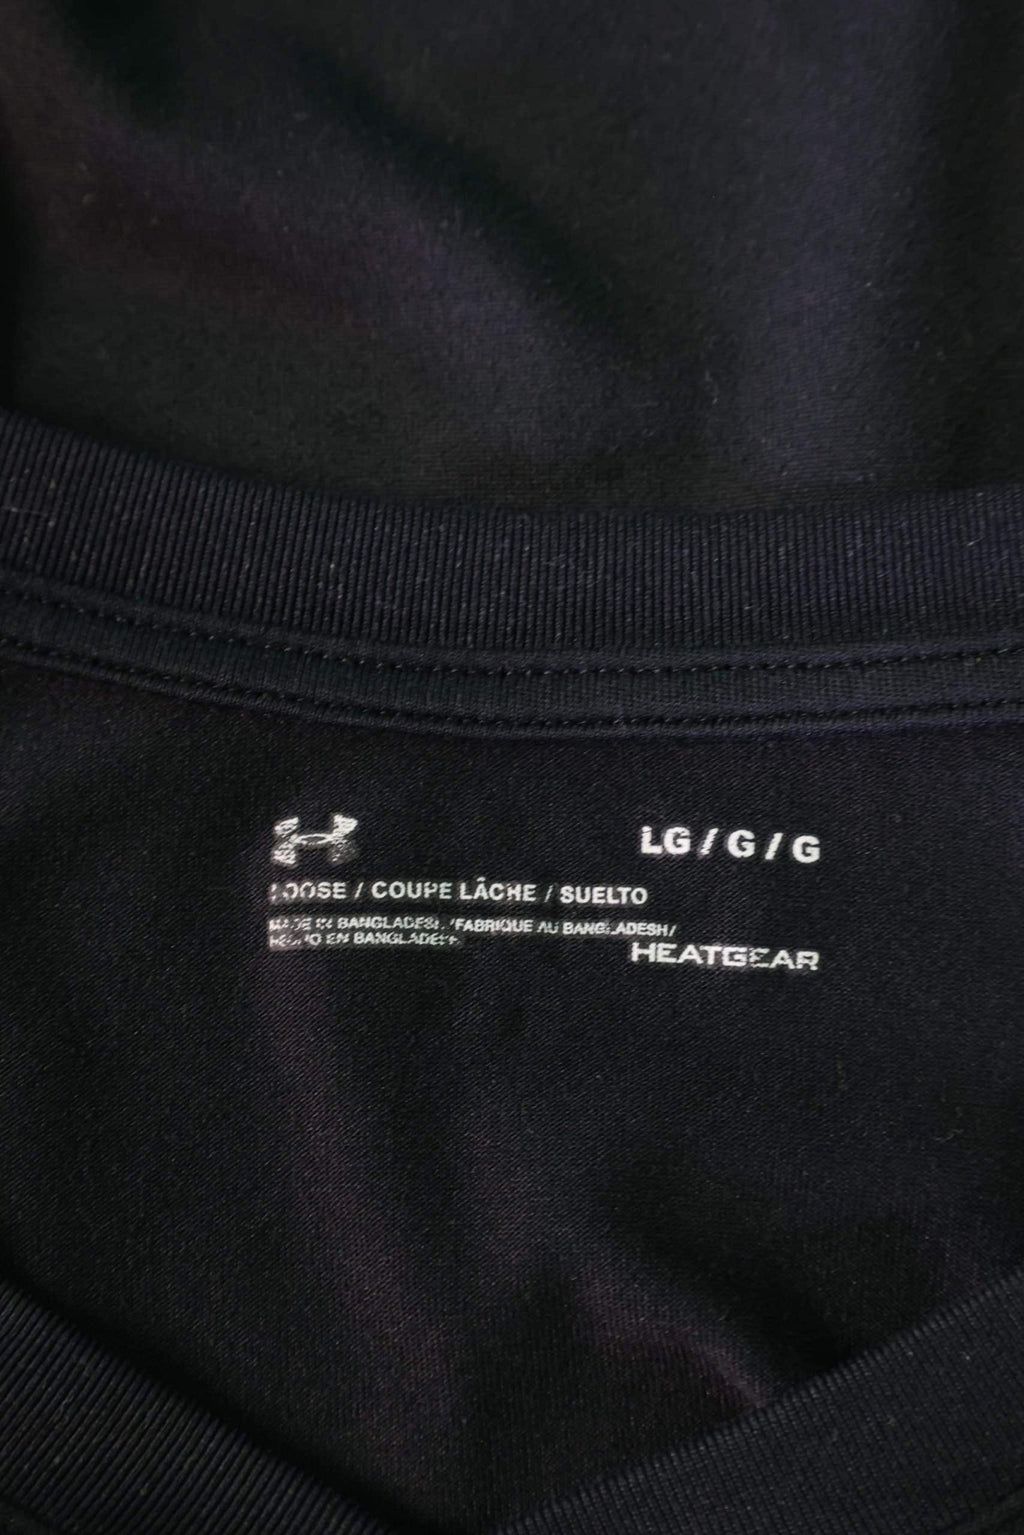 LG / G / G
LOOSE / COUPE LÂCHE / SUELTO
MADE IN BANGLADESH/FABRIQUE AU BANGLADESH/
HECHO EN BANGLADESH
HEATGEAR